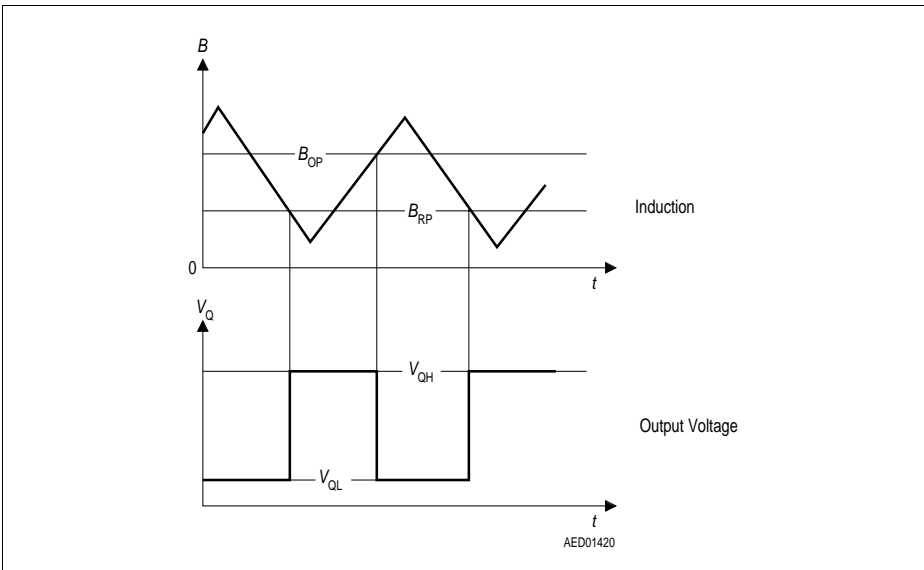 B
B_OP
B_RP
Induction
0
t
V_Q
V_QH
Output Voltage
V_QL
t
AED01420